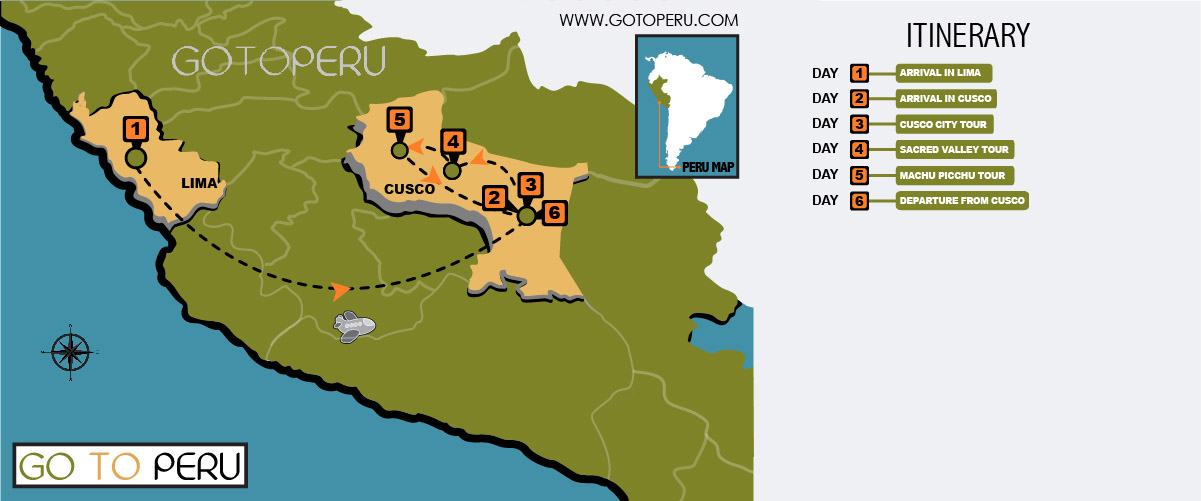 WWW.GOTOPERU.COM
GOTOPERU
1
LIMA
5
4
CUSCO
3
2
6
PERU MAP
GO TO PERU
ITINERARY
DAY 1 ARRIVAL IN LIMA
DAY 2 ARRIVAL IN CUSCO
DAY 3 CUSCO CITY TOUR
DAY 4 SACRED VALLEY TOUR
DAY 5 MACHU PICCHU TOUR
DAY 6 DEPARTURE FROM CUSCO